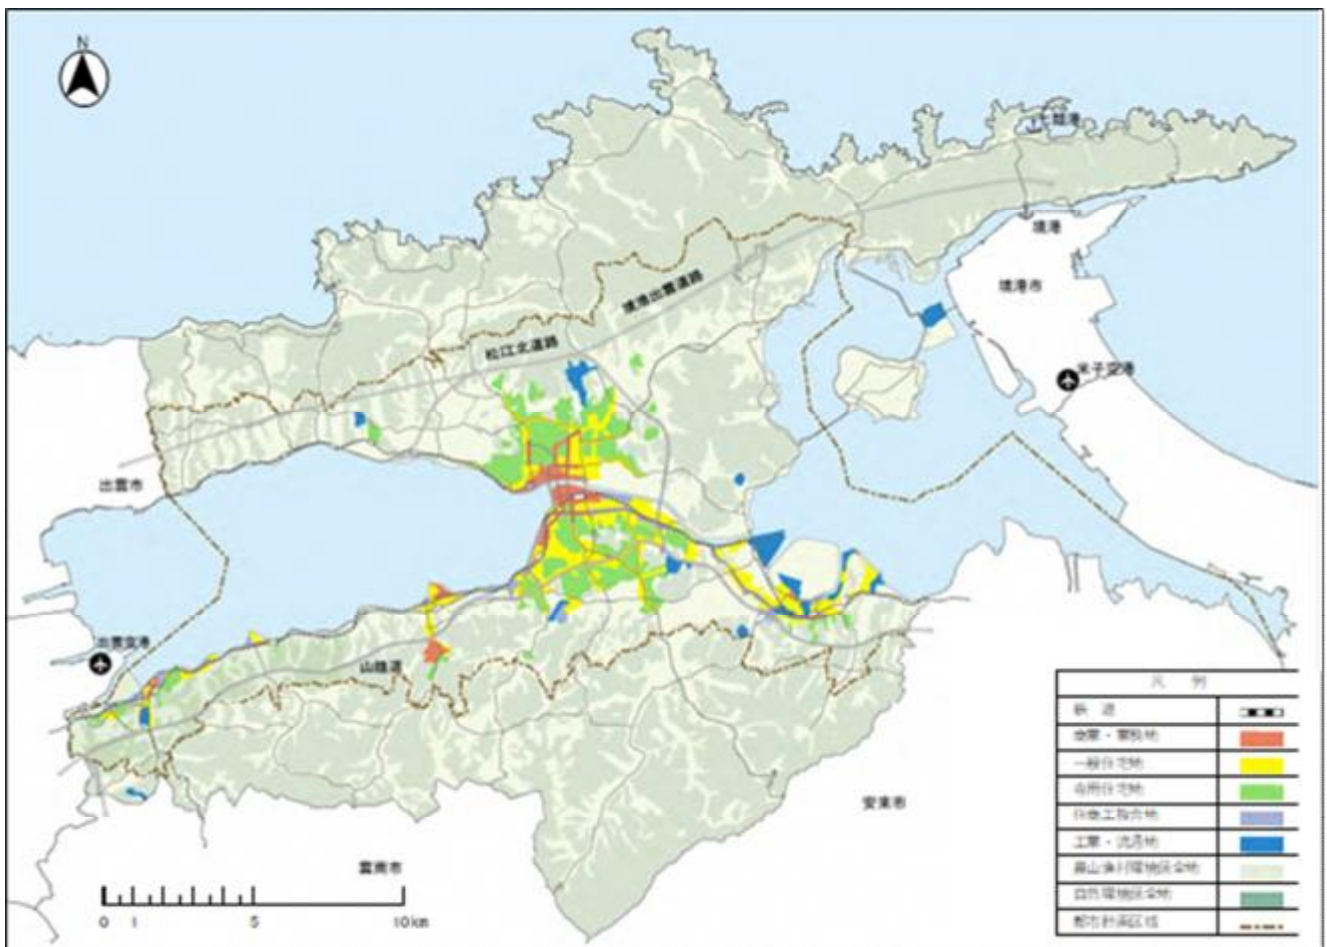 N
七類港
境港
境港市
境港出雲道路
松江北道路
米子空港
出雲市
出雲空港
山陰道
安来市
雲南市
0 1 5 10km
凡 例
鉄 道
商業・業務地
一般住宅地
専用住宅地
住商工複合地
工業・流通地
農山漁村環境保全地
自然環境保全地
都市計画区域